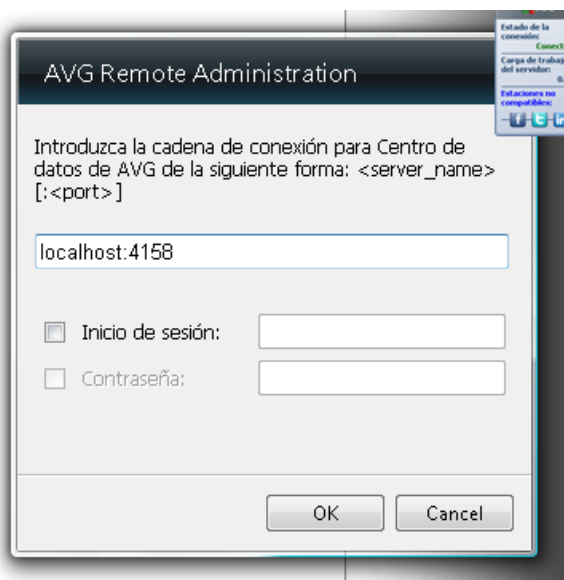 AVG Remote Administration
Introduzca la cadena de conexión para Centro de
datos de AVG de la siguiente forma: <server_name>
[:<port>]
localhost:4158
Inicio de sesión:
Contraseña:
OK
Cancel
Estado de la
conexión:
Carga de trabajo
del servidor:
Estaciones no
compatibles: